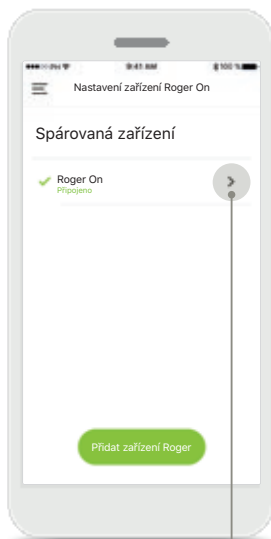 9:41 AM
100 %
Nastavení zařízení Roger On
Spárovaná zařízení
Roger On
Připojeno
Přidat zařízení Roger